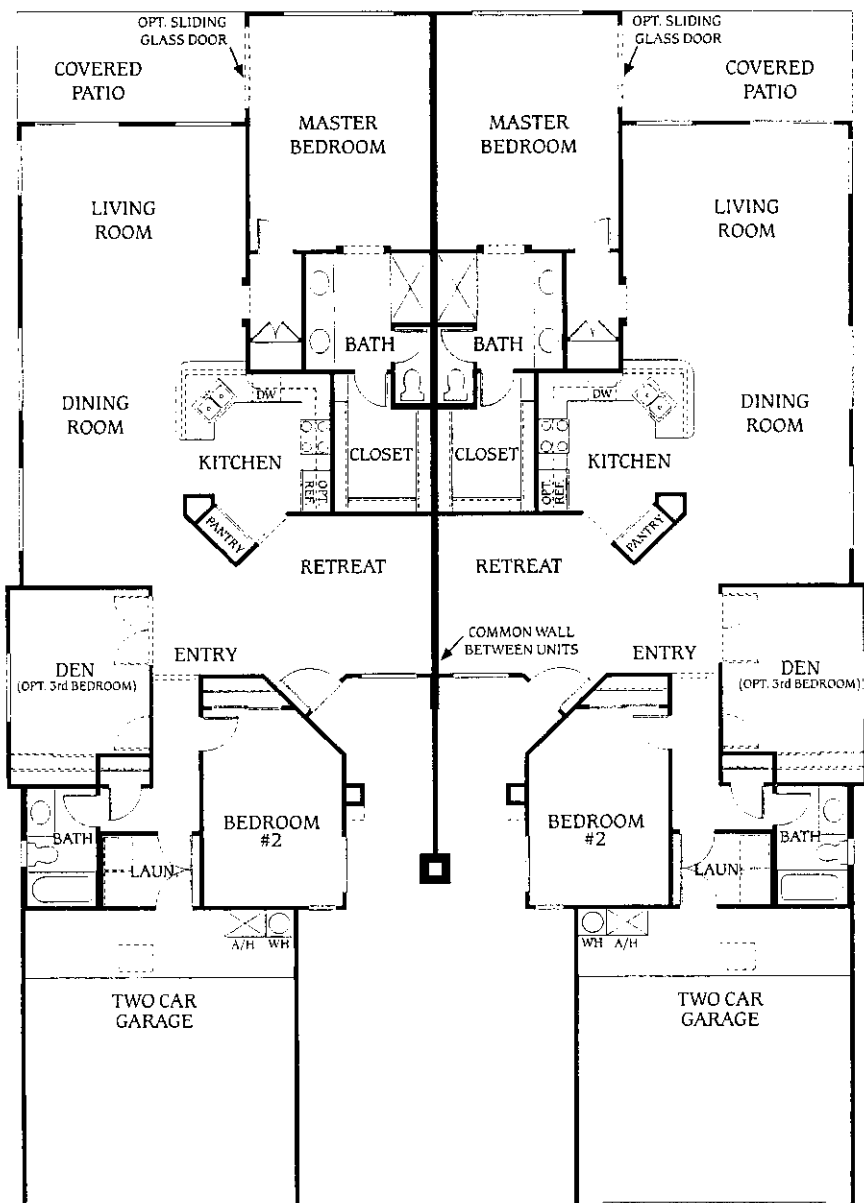 OPT. SLIDING
GLASS DOOR
OPT. SLIDING
GLASS DOOR
COVERED
PATIO
COVERED
PATIO
MASTER
BEDROOM
MASTER
BEDROOM
LIVING
ROOM
LIVING
ROOM
BATH
BATH
DW
DW
DINING
ROOM
DINING
ROOM
KITCHEN
CLOSET
CLOSET
KITCHEN
OPT.
REF.
OPT.
REF.
PANTRY
PANTRY
RETREAT
RETREAT
COMMON WALL
BETWEEN UNITS
ENTRY
ENTRY
DEN
(OPT. 3rd BEDROOM)
DEN
(OPT. 3rd BEDROOM)
BEDROOM
#2
BEDROOM
#2
BATH
BATH
LAUN.
LAUN.
A/H
WH
WH
A/H
TWO CAR
GARAGE
TWO CAR
GARAGE